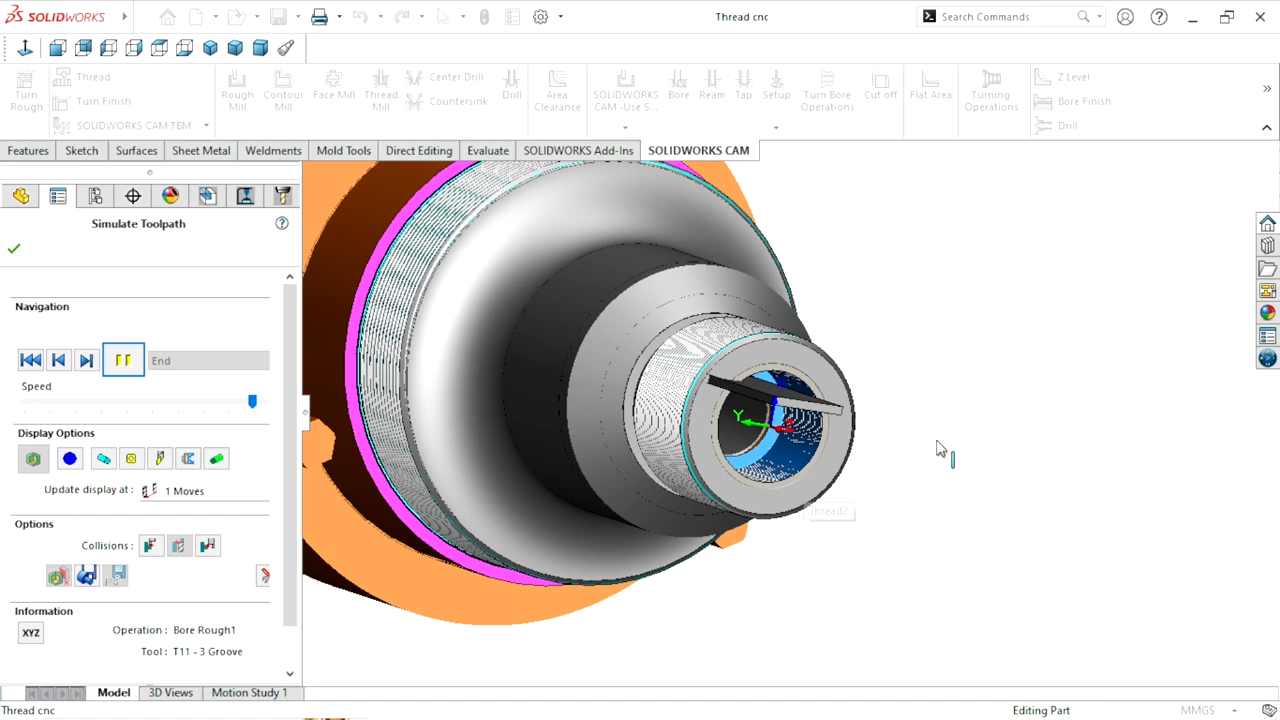 SOLIDWORKS
Thread cnc
Search Commands
Turn Rough
Thread
Turn Finish
SOLIDWORKS CAM TBM
Rough Mill
Contour Mill
Face Mill
Thread Mill
Center Drill
Countersink
Drill
Area Clearance
SOLIDWORKS CAM -Use S...
Bore
Ream
Tap
Setup
Turn Bore Operations
Cut off
Flat Area
Turning Operations
Z Level
Bore Finish
Drill
Features
Sketch
Surfaces
Sheet Metal
Weldments
Mold Tools
Direct Editing
Evaluate
SOLIDWORKS Add-Ins
SOLIDWORKS CAM
Simulate Toolpath
Navigation
End
Speed
Display Options
Update display at :
1 Moves
Options
Collisions :
Information
XYZ
Operation : Bore Rough1
Tool : T11 - 3 Groove
Y
Thread2
Model
3D Views
Motion Study 1
Thread cnc
Editing Part
MMGS